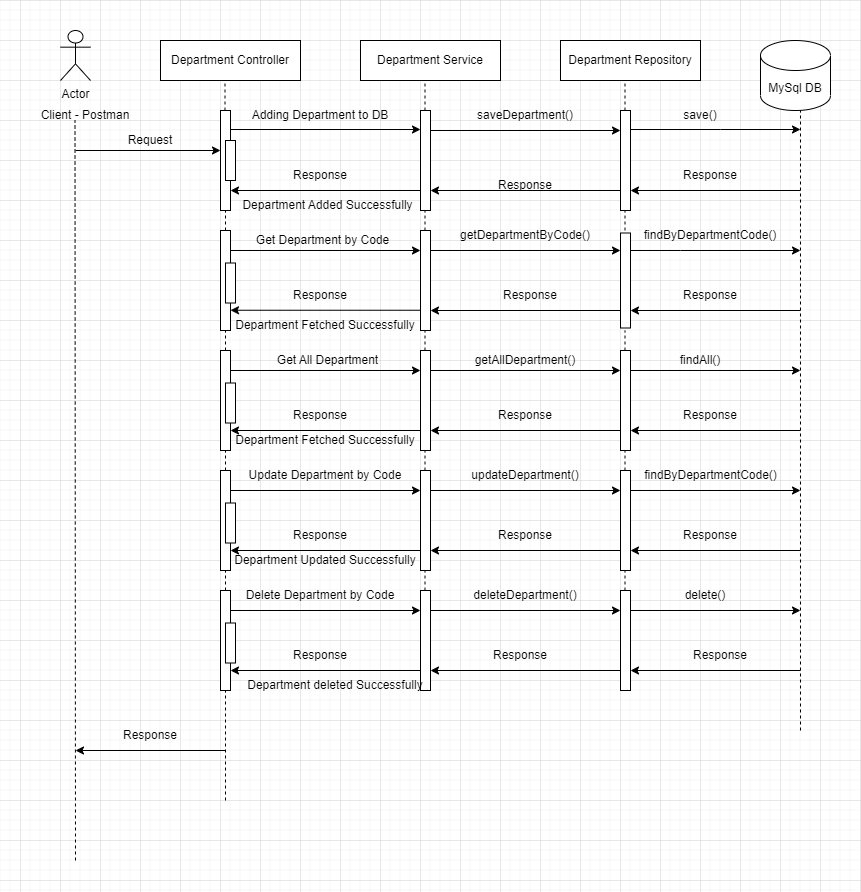 Department Controller
Department Service
Department Repository
MySql DB
Actor
Client - Postman
Adding Department to DB
saveDepartment()
save()
Request
Response
Response
Response
Department Added Successfully
Get Department by Code
getDepartmentByCode()
findByDepartmentCode()
Response
Response
Response
Department Fetched Successfully
Get All Department
getAllDepartment()
findAll()
Response
Response
Response
Department Fetched Successfully
Update Department by Code
updateDepartment()
findByDepartmentCode()
Response
Response
Response
Department Updated Successfully
Delete Department by Code
deleteDepartment()
delete()
Response
Response
Response
Department deleted Successfully
Response